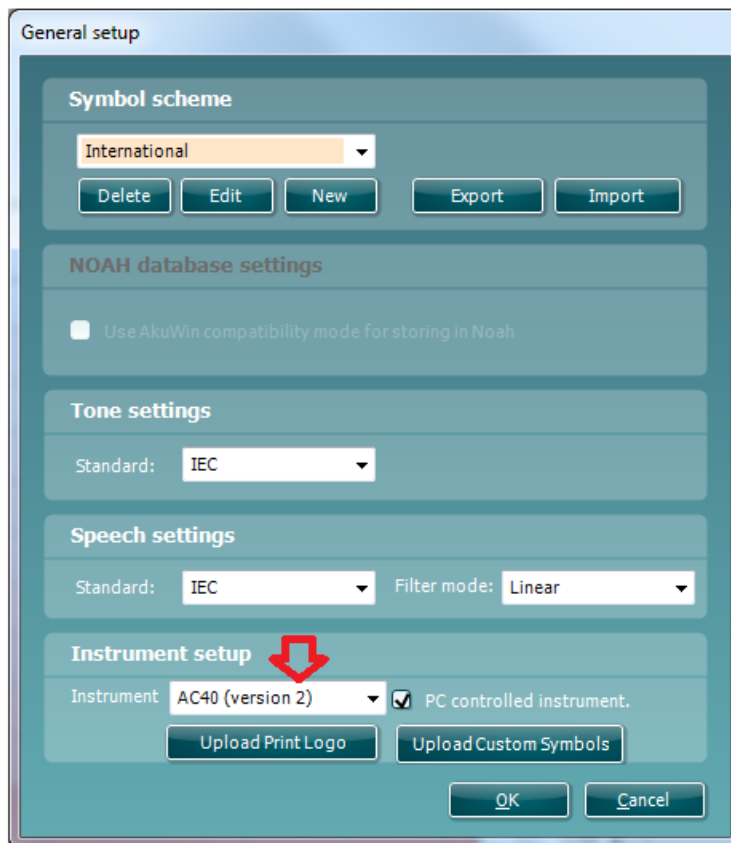 General setup
Symbol scheme
International
Delete Edit New Export Import
NOAH database settings
Use AkuWin compatibility mode for storing in Noah
Tone settings
Standard: IEC
Speech settings
Standard: IEC Filter mode: Linear
Instrument setup
Instrument AC40 (version 2) PC controlled instrument.
Upload Print Logo Upload Custom Symbols
OK Cancel